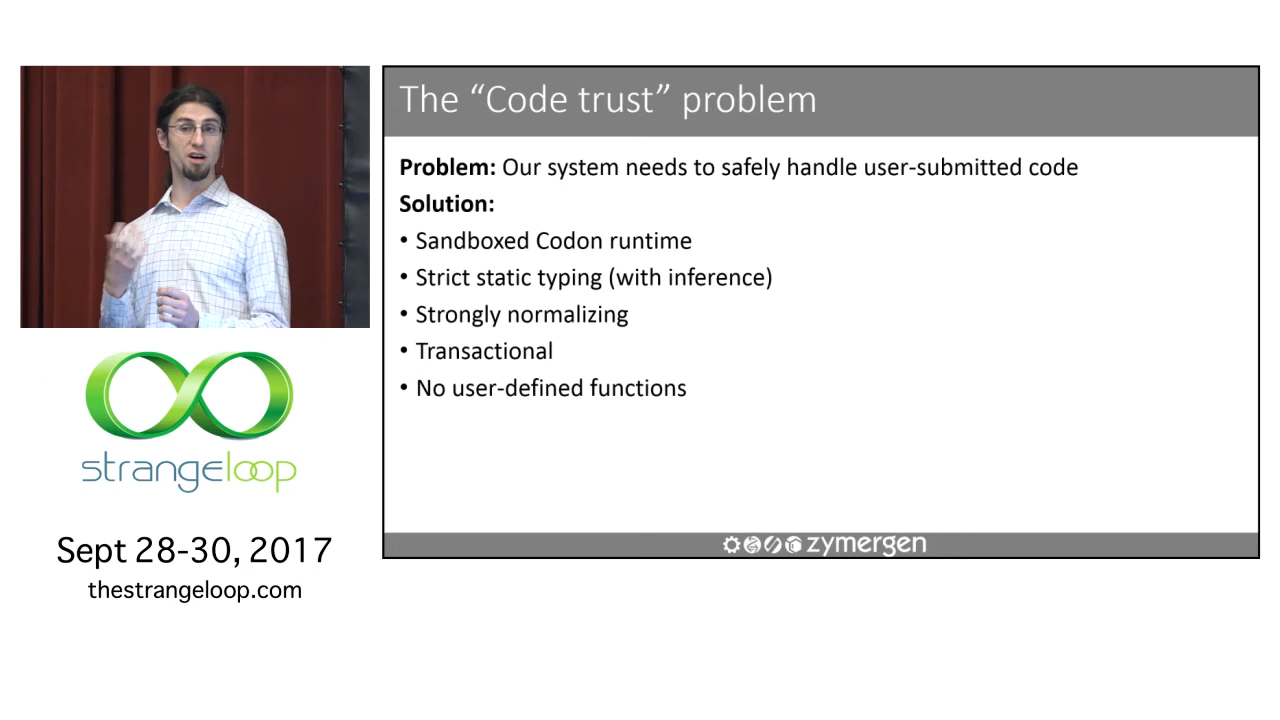 The “Code trust” problem
Problem: Our system needs to safely handle user-submitted code
Solution:
• Sandboxed Codon runtime
• Strict static typing (with inference)
• Strongly normalizing
• Transactional
• No user-defined functions
zymergen
strangeloop
Sept 28-30, 2017
thestrangeloop.com